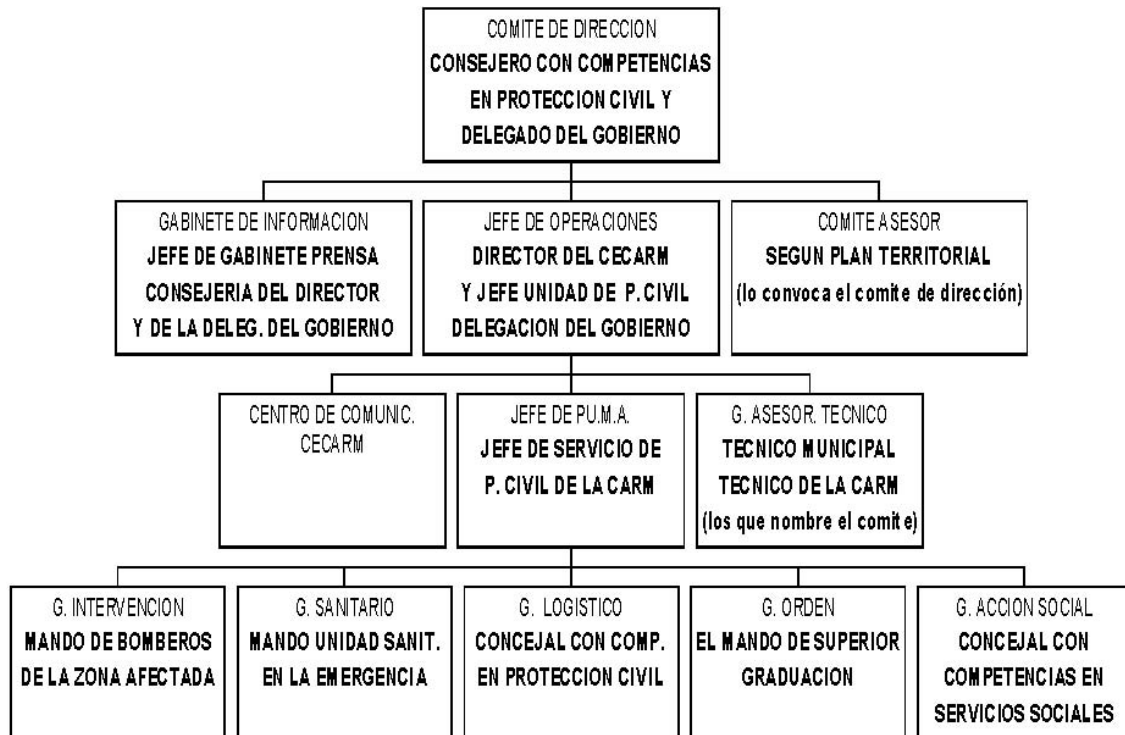 COMITE DE DIRECCION
CONSEJERO CON COMPETENCIAS
EN PROTECCION CIVIL Y
DELEGADO DEL GOBIERNO
GABINETE DE INFORMACION
JEFE DE GABINETE PRENSA
CONSEJERIA DEL DIRECTOR
Y DE LA DELEG. DEL GOBIERNO
JEFE DE OPERACIONES
DIRECTOR DEL CECARM
Y JEFE UNIDAD DE P. CIVIL
DELEGACION DEL GOBIERNO
COMITE ASESOR
SEGUN PLAN TERRITORIAL
(lo convoca el comite de dirección)
CENTRO DE COMUNIC.
CECARM
JEFE DE P.U.M.A.
JEFE DE SERVICIO DE
P. CIVIL DE LA CARM
G. ASESOR. TECNICO
TECNICO MUNICIPAL
TECNICO DE LA CARM
(los que nombre el comite)
G. INTERVENCION
MANDO DE BOMBEROS
DE LA ZONA AFECTADA
G. SANITARIO
MANDO UNIDAD SANIT.
EN LA EMERGENCIA
G. LOGISTICO
CONCEJAL CON COMP.
EN PROTECCION CIVIL
G. ORDEN
EL MANDO DE SUPERIOR
GRADUACION
G. ACCION SOCIAL
CONCEJAL CON
COMPETENCIAS EN
SERVICIOS SOCIALES